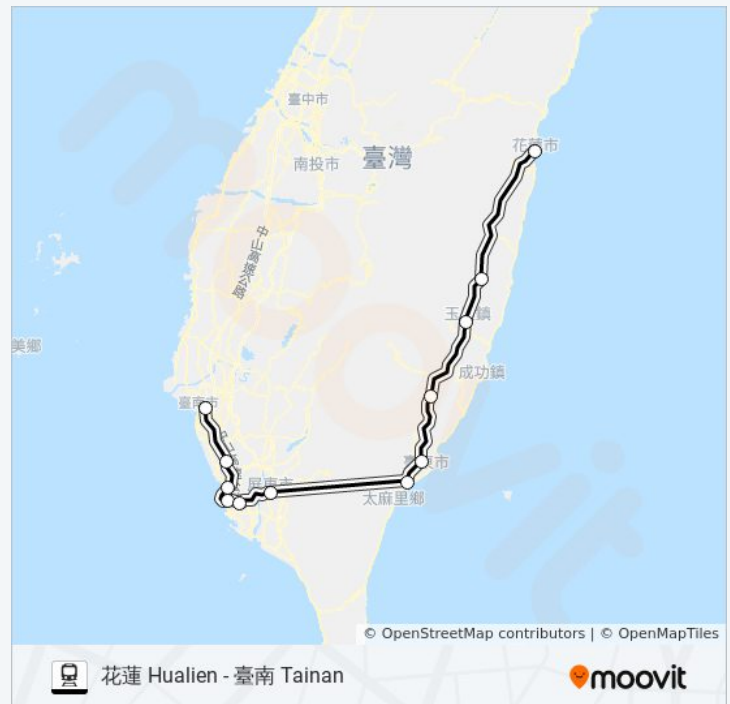 臺中市
花蓮市
臺灣
南投市
中山高速公路
玉 鎮
美鄉
成功鎮
臺南市
臺東市
屏東市
太麻里鄉
© OpenStreetMap contributors | © OpenMapTiles
花蓮 Hualien - 臺南 Tainan
moovit